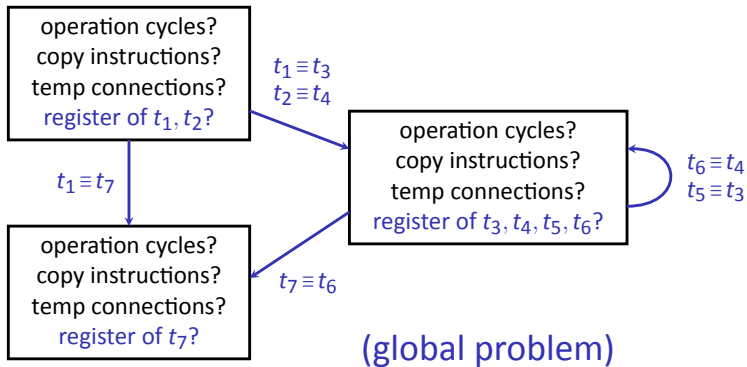 operation cycles?
copy instructions?
temp connections?
register of t₁, t₂?
t₁ ≡ t₃
t₂ ≡ t₄
operation cycles?
copy instructions?
temp connections?
register of t₃, t₄, t₅, t₆?
t₆ ≡ t₄
t₅ ≡ t₃
t₁ ≡ t₇
operation cycles?
copy instructions?
temp connections?
register of t₇?
t₇ ≡ t₆
(global problem)